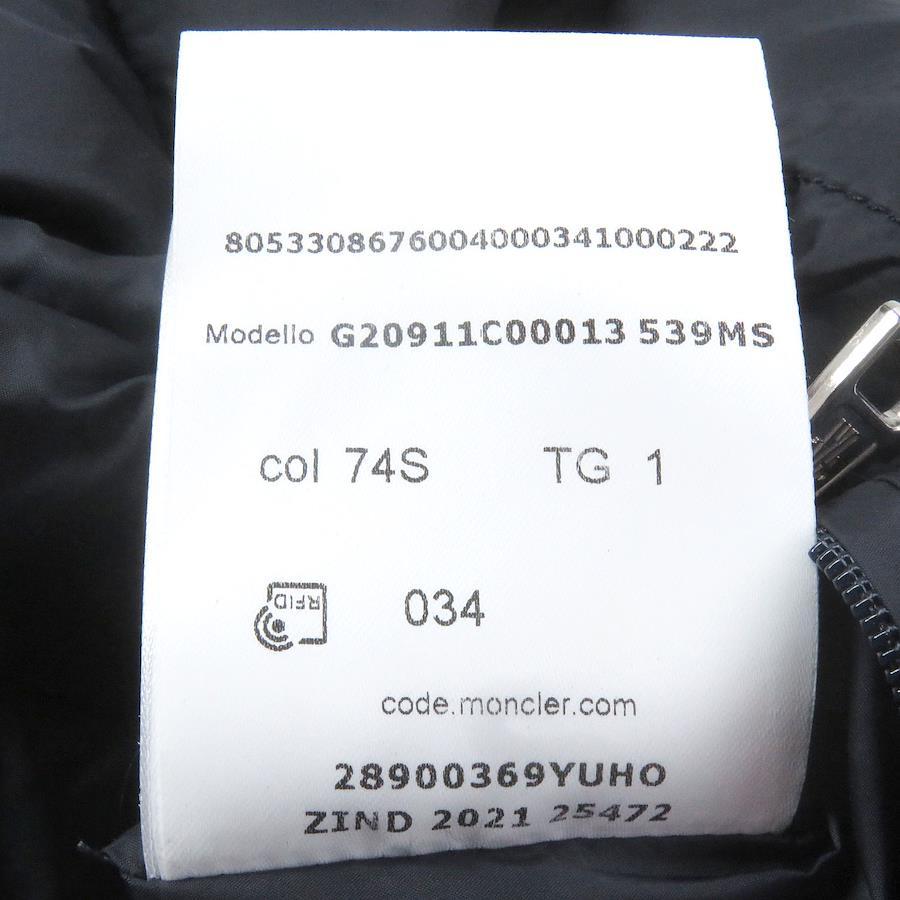 8053308676004000341000222
Modello G20911C00013 539MS
col 74S TG 1
RFID 034
code.moncler.com
28900369YUHO
ZIND 2021 25472